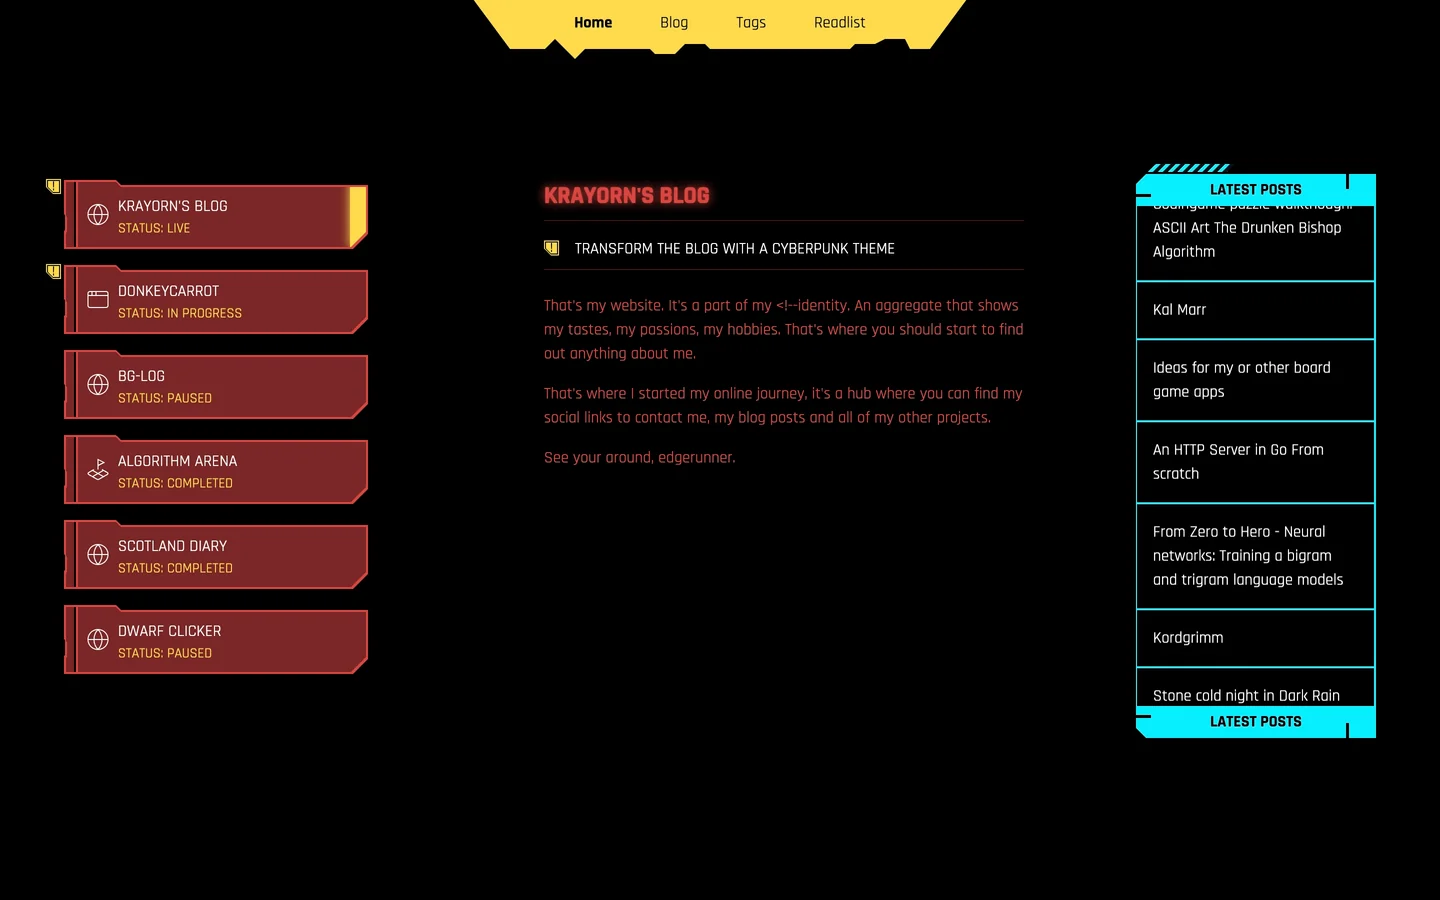 Home
Blog
Tags
Readlist
KRAYORN'S BLOG
STATUS: LIVE
DONKEYCARROT
STATUS: IN PROGRESS
BG-LOG
STATUS: PAUSED
ALGORITHM ARENA
STATUS: COMPLETED
SCOTLAND DIARY
STATUS: COMPLETED
DWARF CLICKER
STATUS: PAUSED
KRAYORN'S BLOG
TRANSFORM THE BLOG WITH A CYBERPUNK THEME
That's my website. It's a part of my <!--identity. An aggregate that shows
my tastes, my passions, my hobbies. That's where you should start to find
out anything about me.
That's where I started my online journey, it's a hub where you can find my
social links to contact me, my blog posts and all of my other projects.
See your around, edgerunner.
LATEST POSTS
Codingame puzzle walkthough:
ASCII Art The Drunken Bishop
Algorithm
Kal Marr
Ideas for my or other board
game apps
An HTTP Server in Go From
scratch
From Zero to Hero - Neural
networks: Training a bigram
and trigram language models
Kordgrimm
Stone cold night in Dark Rain
LATEST POSTS